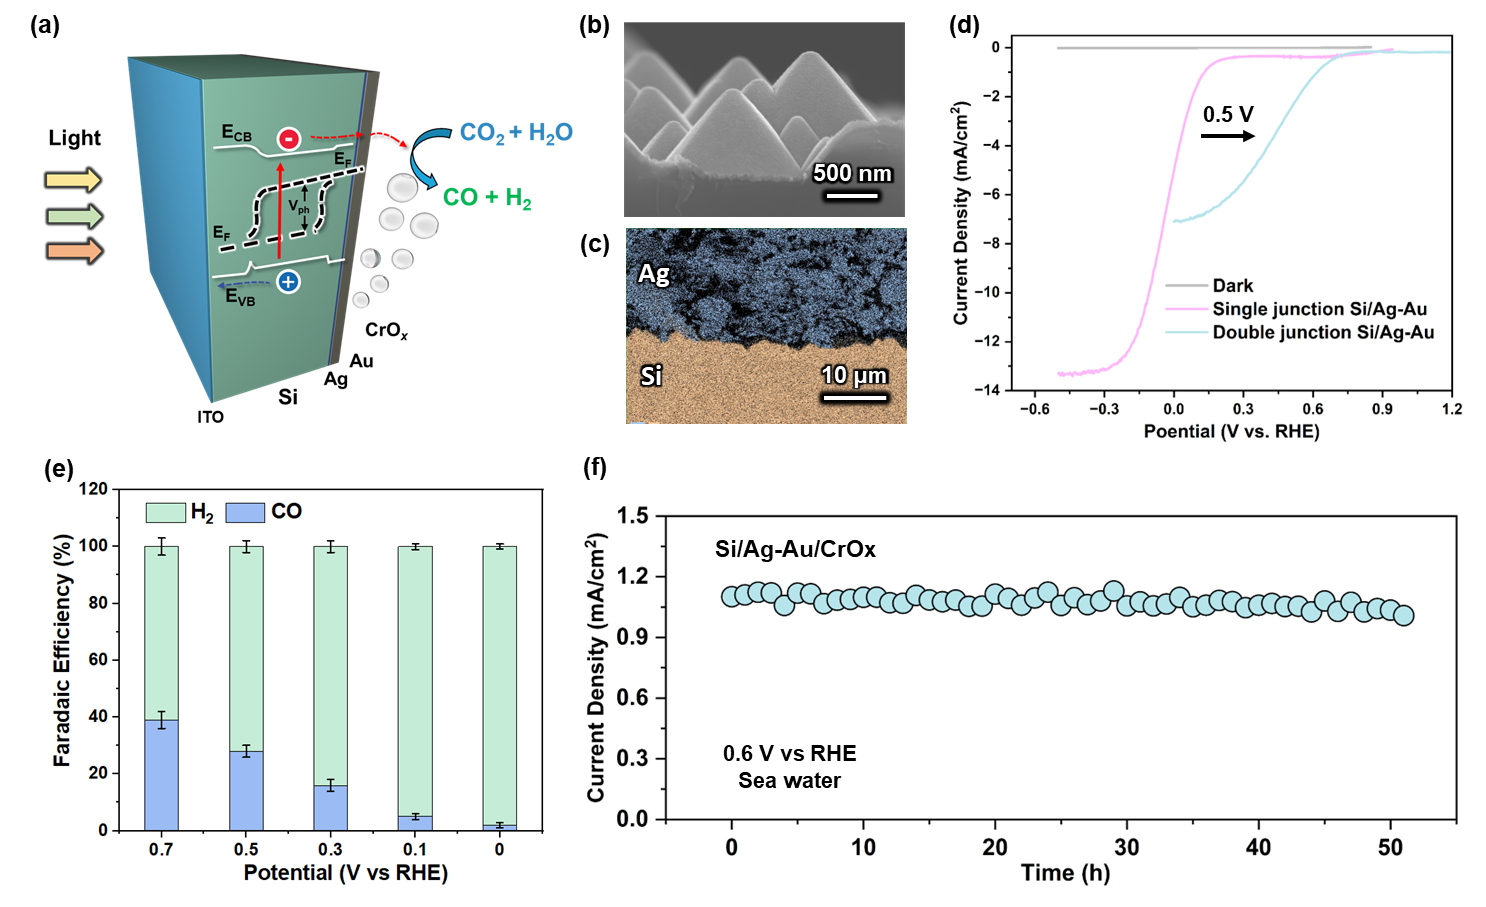 (a)
Light
E_CB
E_F
V_ph
E_F
E_VB
CO₂ + H₂O
CO + H₂
CrOₓ
Au
Ag
Si
ITO
(b)
500 nm
(c)
Ag
Si
10 μm
(d)
Current Density (mA/cm²)
0
−2
−4
−6
−8
−10
−12
−14
0.5 V
Dark
Single junction Si/Ag-Au
Double junction Si/Ag-Au
−0.6 −0.3 0.0 0.3 0.6 0.9 1.2
Poential (V vs. RHE)
(e)
Faradaic Efficiency (%)
120
100
80
60
40
20
0
H₂ CO
0.7 0.5 0.3 0.1 0
Potential (V vs RHE)
(f)
Current Density (mA/cm²)
1.5
1.2
0.9
0.6
0.3
0.0
Si/Ag-Au/CrOx
0.6 V vs RHE
Sea water
0 10 20 30 40 50
Time (h)